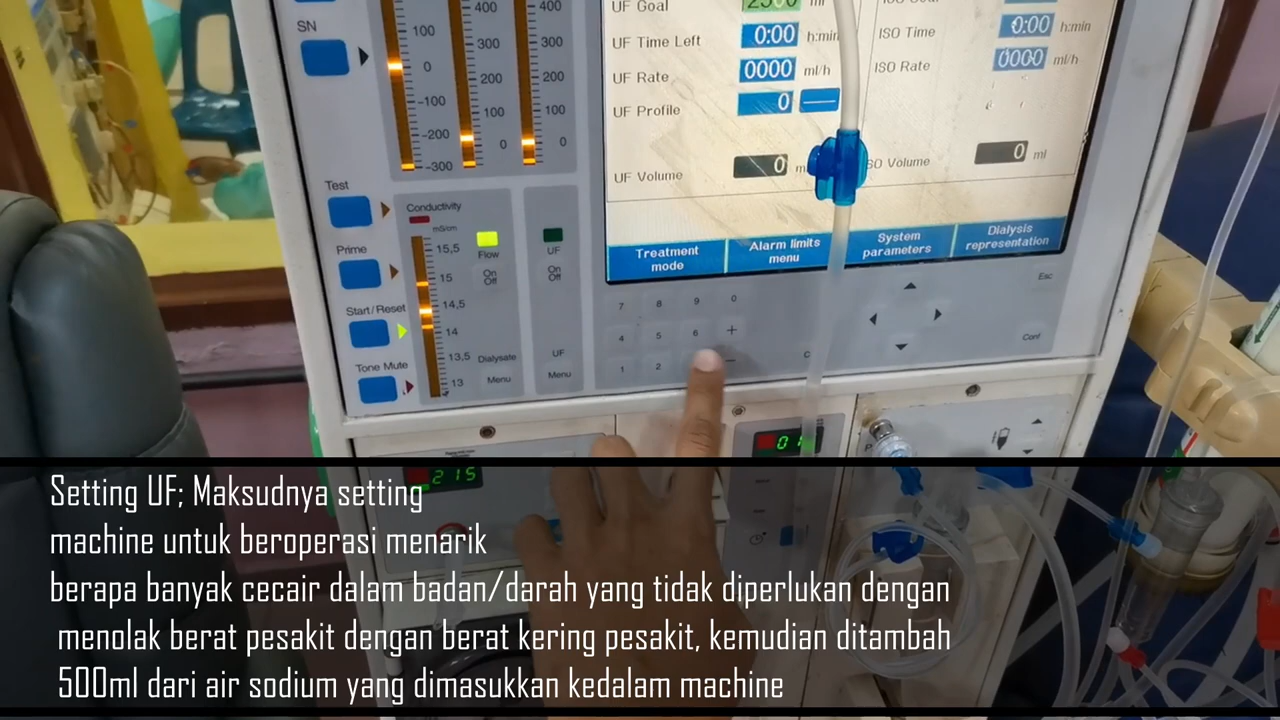 SN
100
0
-100
-200
-300
400
300
200
100
0
400
300
200
100
0
UF Goal
UF Time Left 0:00 h:min
UF Rate 0000 ml/h
UF Profile 0
UF Volume 0
ISO Time 0:00 h:min
ISO Rate 0000 ml/h
SO Volume 0 ml
Treatment mode
Alarm limits menu
System parameters
Dialysis representation
Test
Prime
Start/Reset
Tone Mute
Conductivity
mS/cm
15,5
15
14,5
14
13,5
13
Flow
On
Off
Dialysate
Menu
UF
On
Off
UF
Menu
7 8 9 0
4 5 6 +
1 2 −
C
Esc
Conf
215
Setting UF; Maksudnya setting
machine untuk beroperasi menarik
berapa banyak cecair dalam badan/darah yang tidak diperlukan dengan
menolak berat pesakit dengan berat kering pesakit, kemudian ditambah
500ml dari air sodium yang dimasukkan kedalam machine